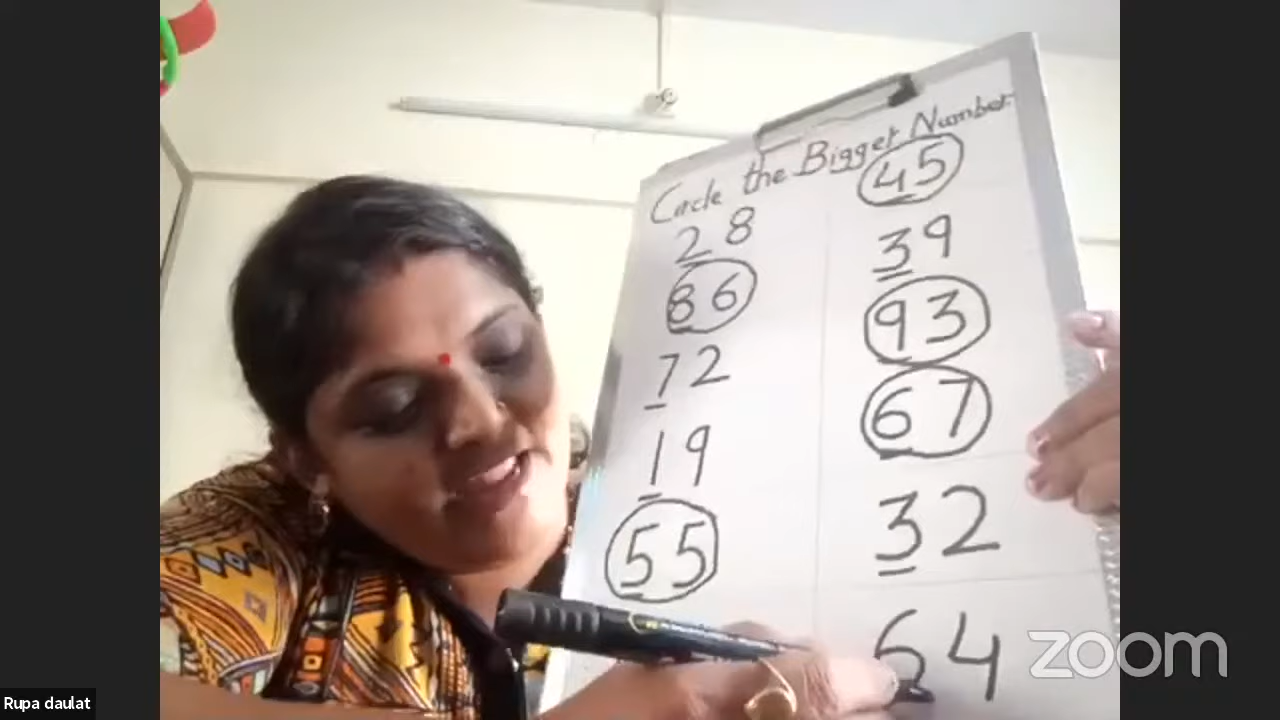 Circle the Bigger Number
28 45
86 39
72 93
19 67
55 32
64
zoom
Rupa daulat